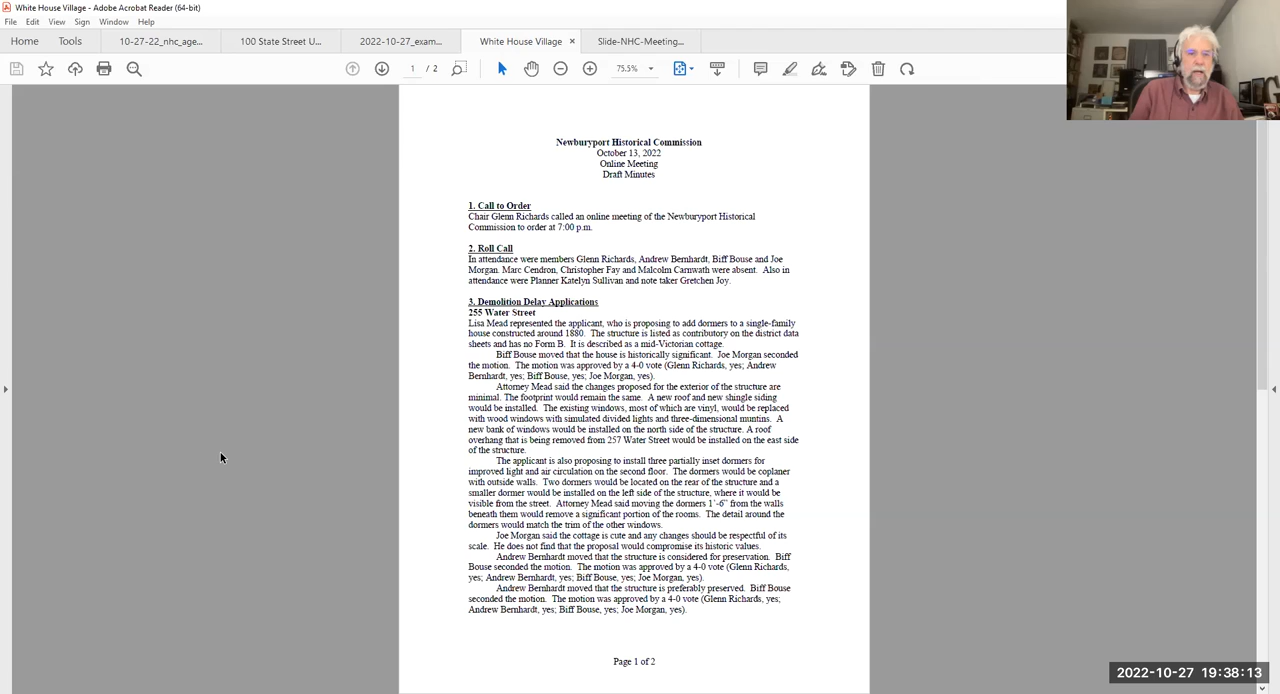 White House Village - Adobe Acrobat Reader (64-bit)
File Edit View Sign Window Help
Home Tools 10-27-22_nhc_age... 100 State Street U... 2022-10-27_exam... White House Village × Slide-NHC-Meeting...
1 / 2 75.5%
Newburyport Historical Commission
October 13, 2022
Online Meeting
Draft Minutes
1. Call to Order
Chair Glenn Richards called an online meeting of the Newburyport Historical
Commission to order at 7:00 p.m.
2. Roll Call
In attendance were members Glenn Richards, Andrew Bernhardt, Biff Bouse and Joe
Morgan. Marc Cendron, Christopher Fay and Malcolm Carnwath were absent. Also in
attendance were Planner Katelyn Sullivan and note taker Gretchen Joy.
3. Demolition Delay Applications
255 Water Street
Lisa Mead represented the applicant, who is proposing to add dormers to a single-family
house constructed around 1880. The structure is listed as contributory on the district data
sheets and has no Form B. It is described as a mid-Victorian cottage.
Biff Bouse moved that the house is historically significant. Joe Morgan seconded
the motion. The motion was approved by a 4-0 vote (Glenn Richards, yes; Andrew
Bernhardt, yes; Biff Bouse, yes; Joe Morgan, yes).
Attorney Mead said the changes proposed for the exterior of the structure are
minimal. The footprint would remain the same. A new roof and new shingle siding
would be installed. The existing windows, most of which are vinyl, would be replaced
with wood windows with simulated divided lights and three-dimensional muntins. A
new bank of windows would be installed on the north side of the structure. A roof
overhang that is being removed from 257 Water Street would be installed on the east side
of the structure.
The applicant is also proposing to install three partially inset dormers for
improved light and air circulation on the second floor. The dormers would be coplaner
with outside walls. Two dormers would be located on the rear of the structure and a
smaller dormer would be installed on the left side of the structure, where it would be
visible from the street. Attorney Mead said moving the dormers 1'-6" from the walls
beneath them would remove a significant portion of the rooms. The detail around the
dormers would match the trim of the other windows.
Joe Morgan said the cottage is cute and any changes should be respectful of its
scale. He does not find that the proposal would compromise its historic values.
Andrew Bernhardt moved that the structure is considered for preservation. Biff
Bouse seconded the motion. The motion was approved by a 4-0 vote (Glenn Richards,
yes; Andrew Bernhardt, yes; Biff Bouse, yes; Joe Morgan, yes).
Andrew Bernhardt moved that the structure is preferably preserved. Biff Bouse
seconded the motion. The motion was approved by a 4-0 vote (Glenn Richards, yes;
Andrew Bernhardt, yes; Biff Bouse, yes; Joe Morgan, yes).
Page 1 of 2
2022-10-27 19:38:13